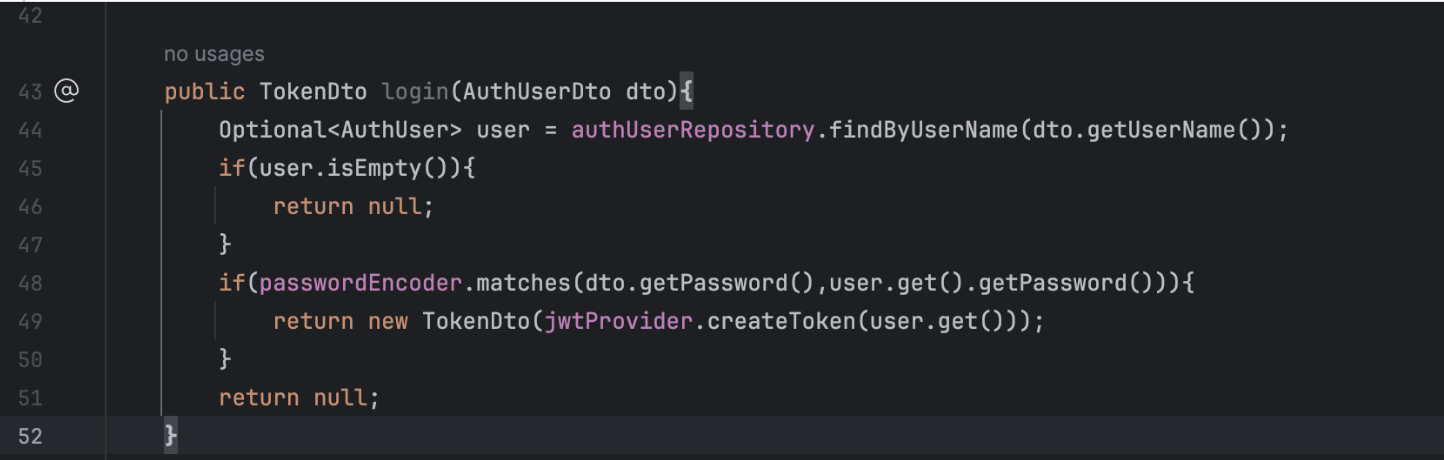 42
no usages
43 @ public TokenDto login(AuthUserDto dto){
44 Optional<AuthUser> user = authUserRepository.findByUserName(dto.getUserName());
45 if(user.isEmpty()){
46 return null;
47 }
48 if(passwordEncoder.matches(dto.getPassword(),user.get().getPassword())){
49 return new TokenDto(jwtProvider.createToken(user.get()));
50 }
51 return null;
52 }